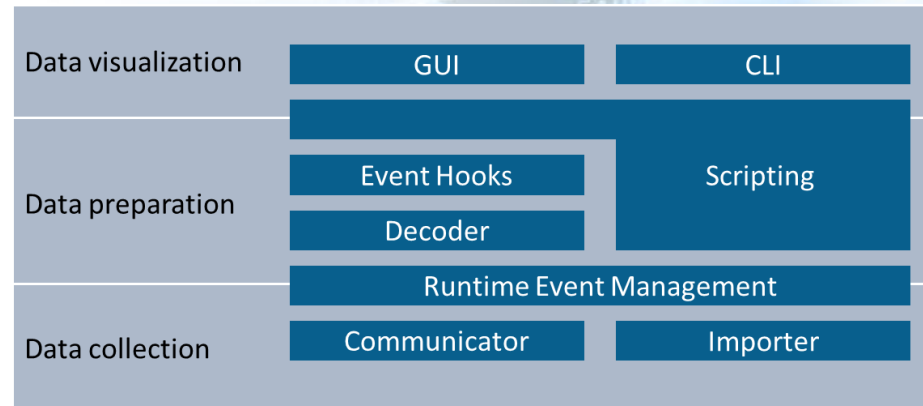 Data visualization
GUI
CLI
Data preparation
Event Hooks
Scripting
Decoder
Runtime Event Management
Data collection
Communicator
Importer